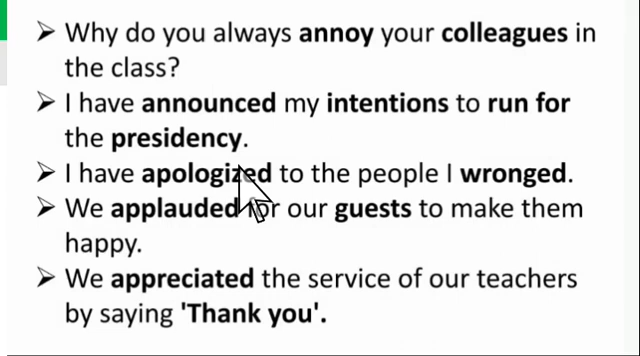 ➢ Why do you always annoy your colleagues in
the class?
➢ I have announced my intentions to run for
the presidency.
➢ I have apologized to the people I wronged.
➢ We applauded for our guests to make them
happy.
➢ We appreciated the service of our teachers
by saying 'Thank you'.